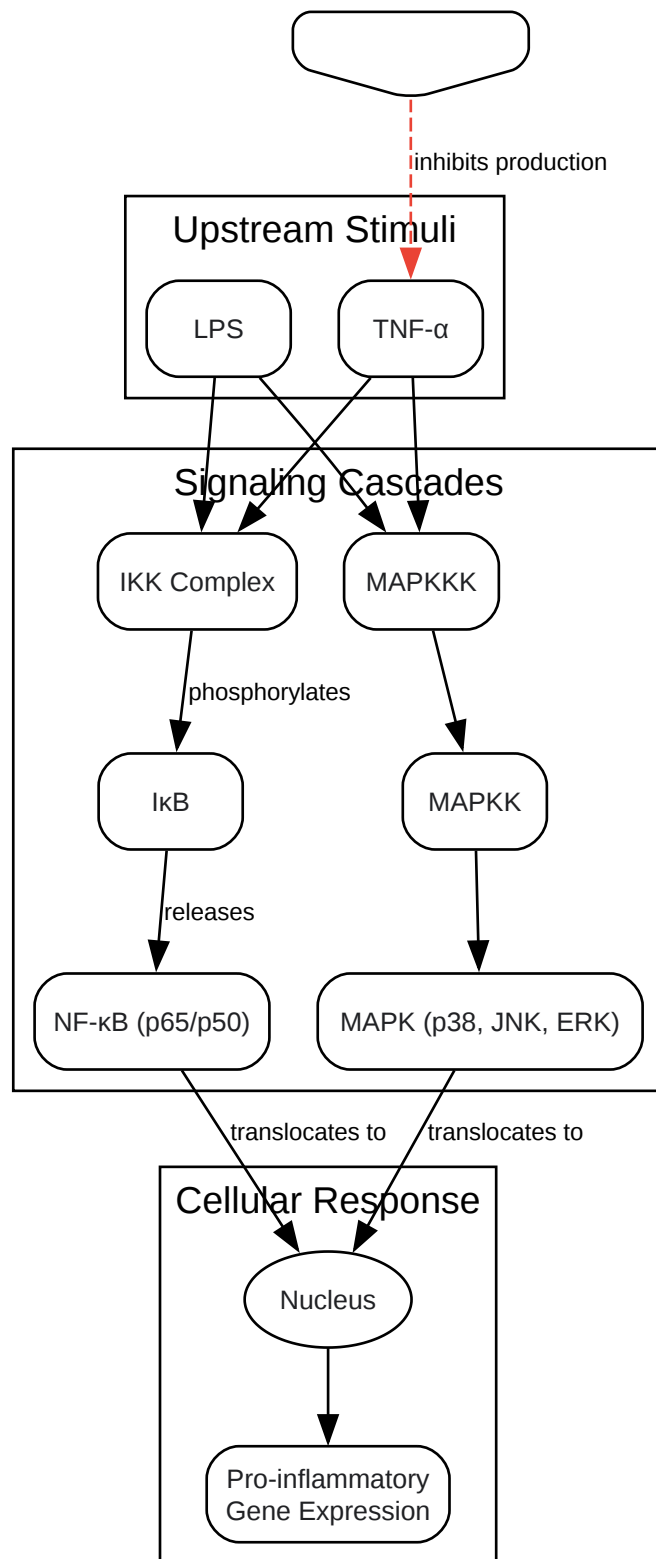 inhibits production
Upstream Stimuli
LPS
TNF-α
Signaling Cascades
IKK Complex
MAPKKK
phosphorylates
IκB
MAPKK
releases
NF-κB (p65/p50)
MAPK (p38, JNK, ERK)
translocates to
translocates to
Cellular Response
Nucleus
Pro-inflammatory
Gene Expression